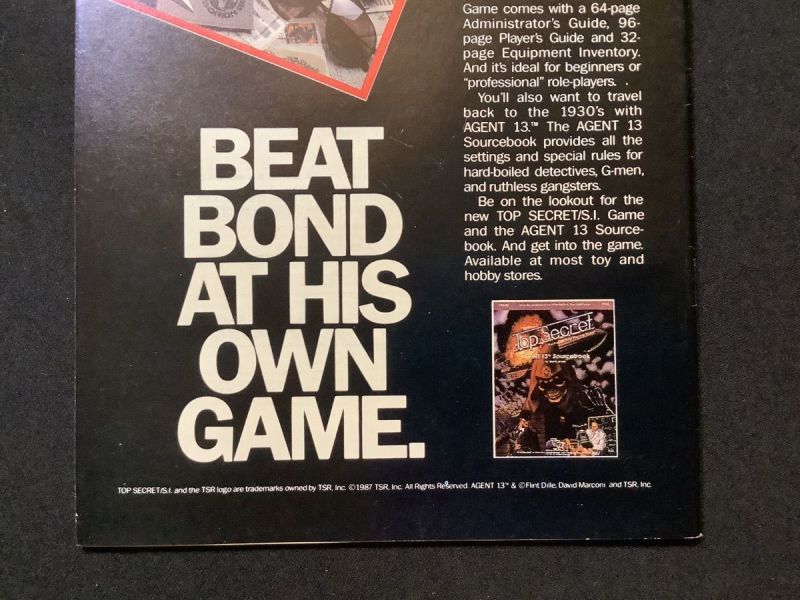 Game comes with a 64-page
Administrator's Guide, 96-
page Player's Guide and 32-
page Equipment Inventory.
And it's ideal for beginners or
"professional" role-players.
You'll also want to travel
back to the 1930's with
AGENT 13.™ The AGENT 13
Sourcebook provides all the
settings and special rules for
hard-boiled detectives, G-men,
and ruthless gangsters.
Be on the lookout for the
new TOP SECRET/S.I. Game
and the AGENT 13 Source-
book. And get into the game.
Available at most toy and
hobby stores.
BEAT
BOND
AT HIS
OWN
GAME.
Top Secret
AGENT 13™ Sourcebook
TOP SECRET/S.I. and the TSR logo are trademarks owned by TSR, Inc. ©1987 TSR, Inc. All Rights Reserved. AGENT 13™ & ©Flint Dille, David Marconi and TSR, Inc.